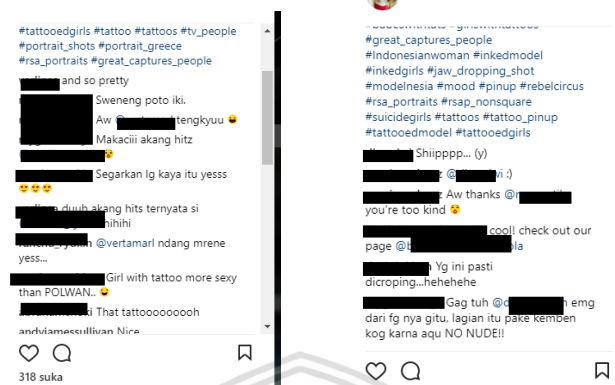 #tattooedgirls #tattoo #tattoos #tv_people
#portrait_shots #portrait_greece
#rsa_portraits #great_captures_people
and so pretty
Sweneng poto iki.
Aw tengkyuu
Makaciii akang hitz
Segarkan lg kaya itu yesss
duuh akang hits ternyata si
hihihi
@vertamarl ndang mrene
yess...
Girl with tattoo more sexy
than POLWAN..
That tattooooooooh
andyjamessullivan Nice
318 suka
#great_captures_people
#Indonesianwoman #inkedmodel
#inkedgirls #jaw_dropping_shot
#modelnesia #mood #pinup #rebelcircus
#rsa_portraits #rsap_nonsquare
#suicidegirls #tattoos #tattoo_pinup
#tattooedmodel #tattooedgirls
Shiipppp... (y)
:)
Aw thanks
you're too kind
cool! check out our
page
Yg ini pasti
dicroping...hehehehe
Gag tuh emg
dari fg nya gitu, lagian itu pake kemben
kog karna aqu NO NUDE!!